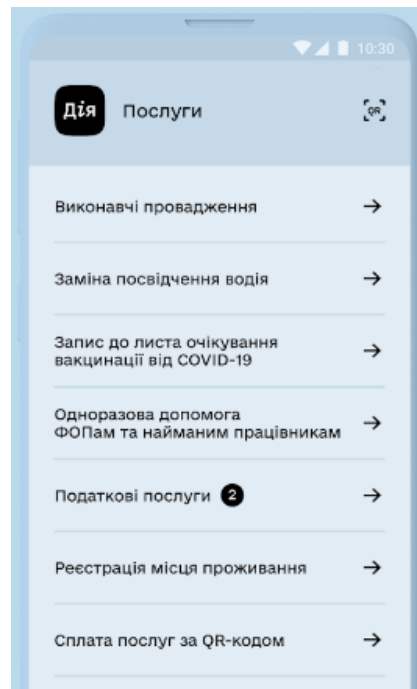 10:30
Дія Послуги
QR
Виконавчі провадження
Заміна посвідчення водія
Запис до листа очікування
вакцинації від COVID-19
Одноразова допомога
ФОПам та найманим працівникам
Податкові послуги 2
Реєстрація місця проживання
Сплата послуг за QR-кодом